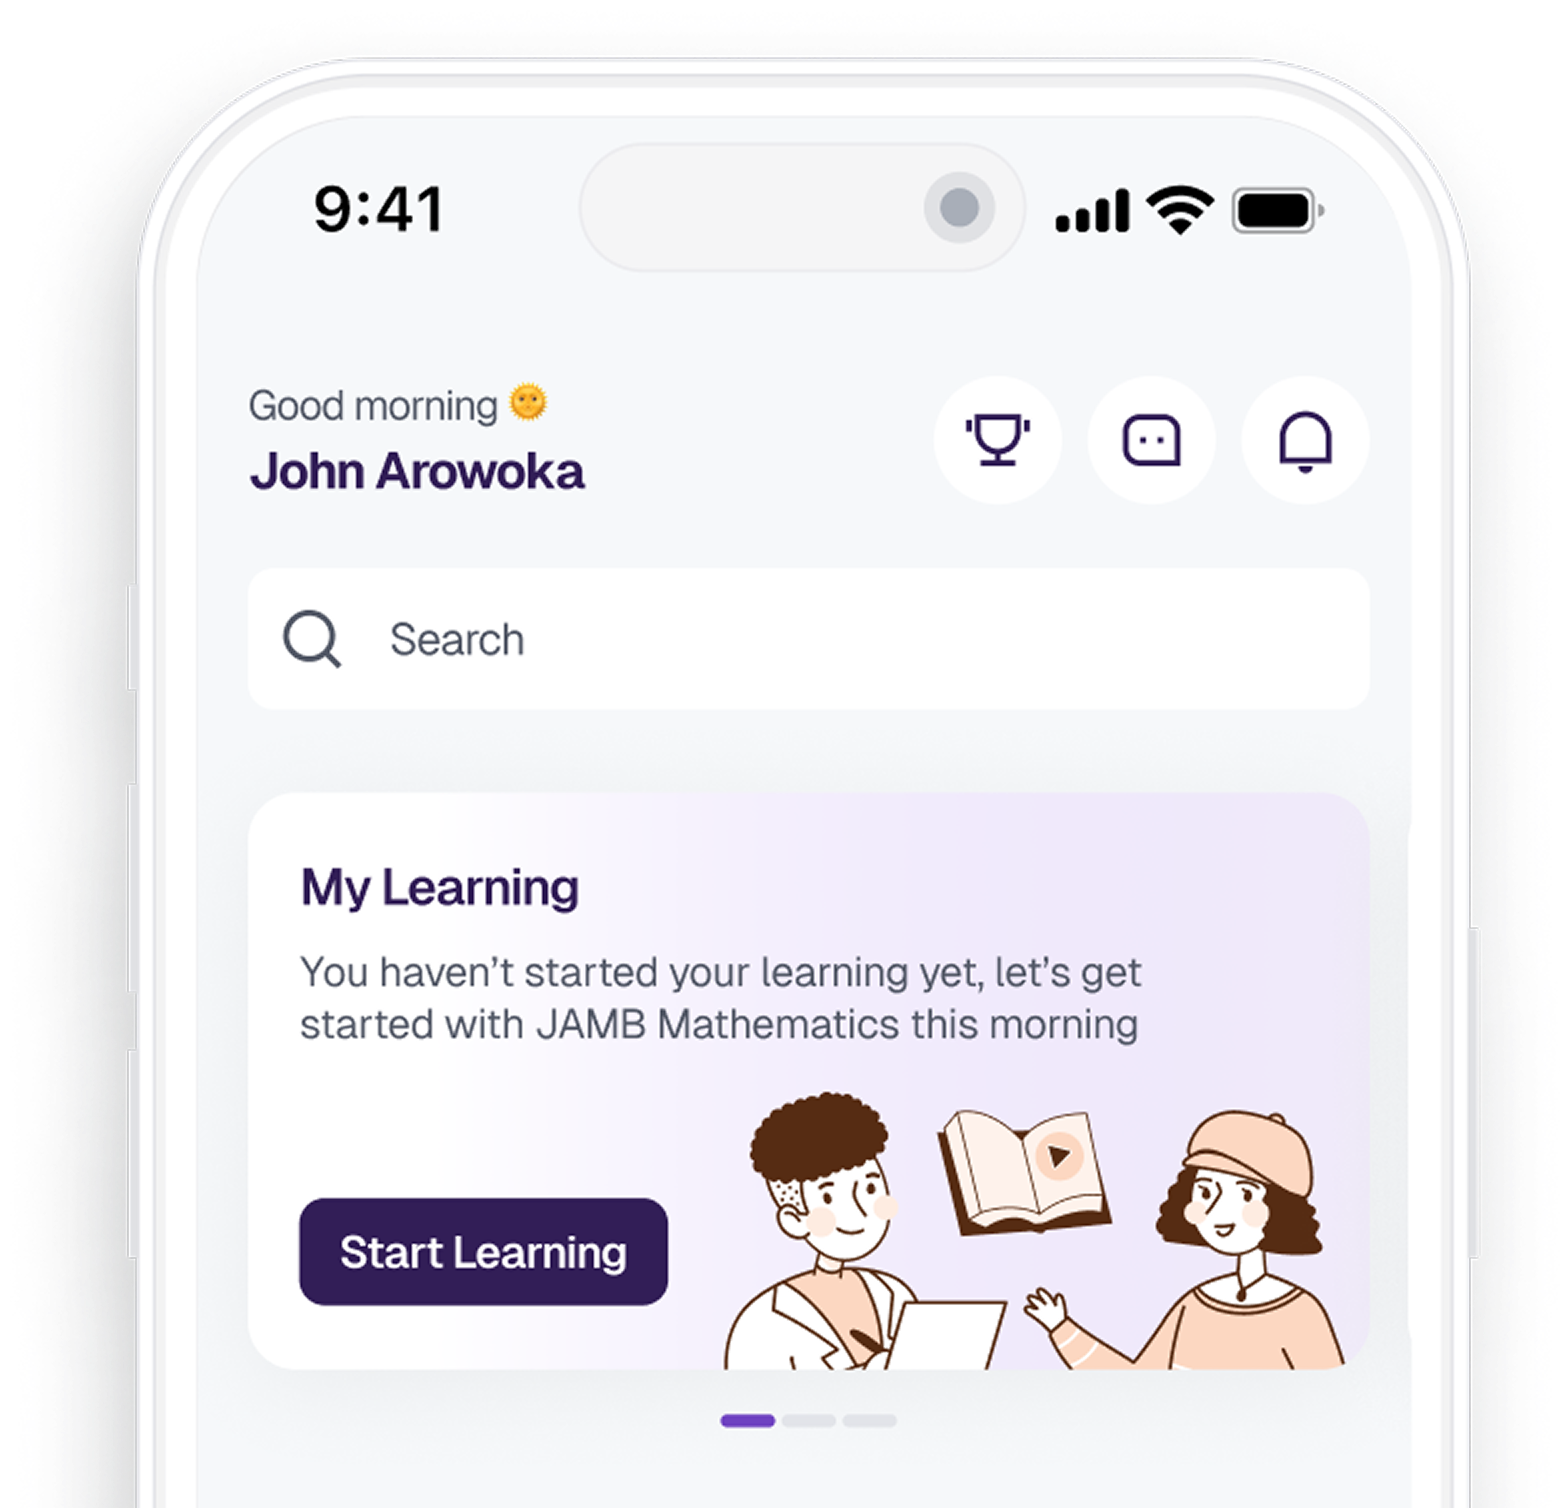 9:41
Good morning 🌞
John Arowoka
Search
My Learning
You haven’t started your learning yet, let’s get
started with JAMB Mathematics this morning
Start Learning